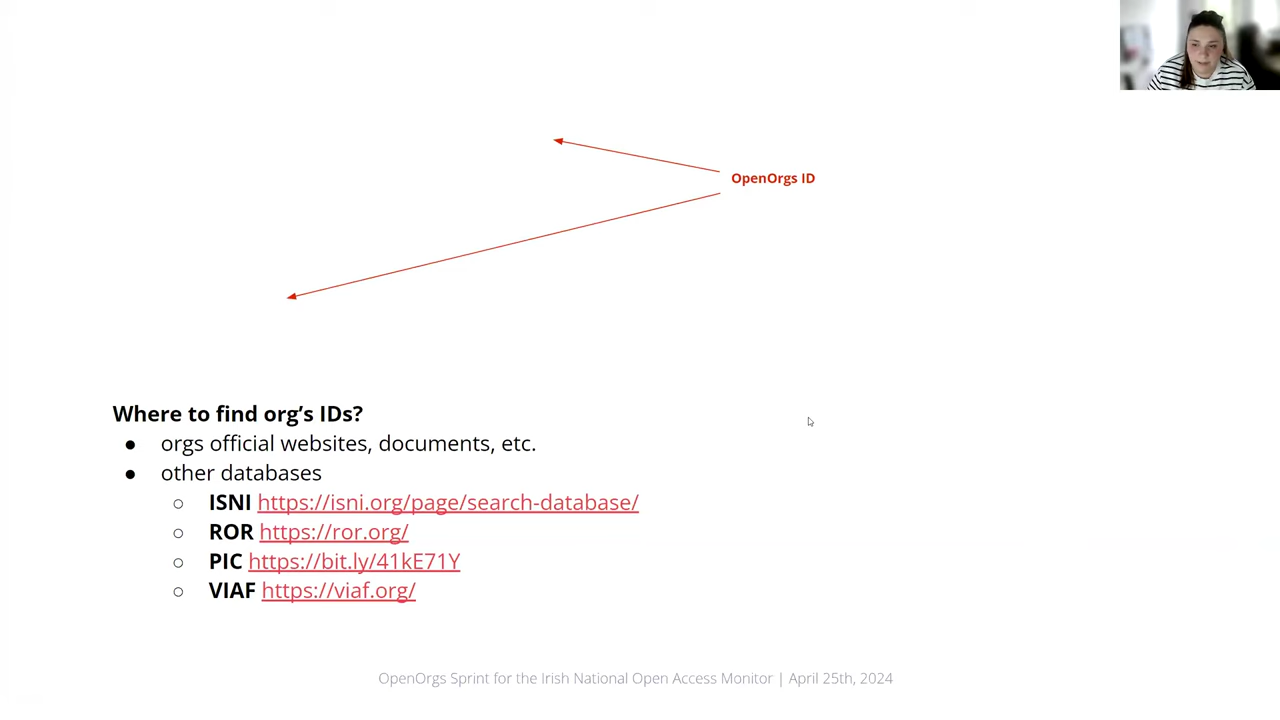 OpenOrgs ID
Where to find org’s IDs?
● orgs official websites, documents, etc.
● other databases
○ ISNI https://isni.org/page/search-database/
○ ROR https://ror.org/
○ PIC https://bit.ly/41kE71Y
○ VIAF https://viaf.org/
OpenOrgs Sprint for the Irish National Open Access Monitor | April 25th, 2024